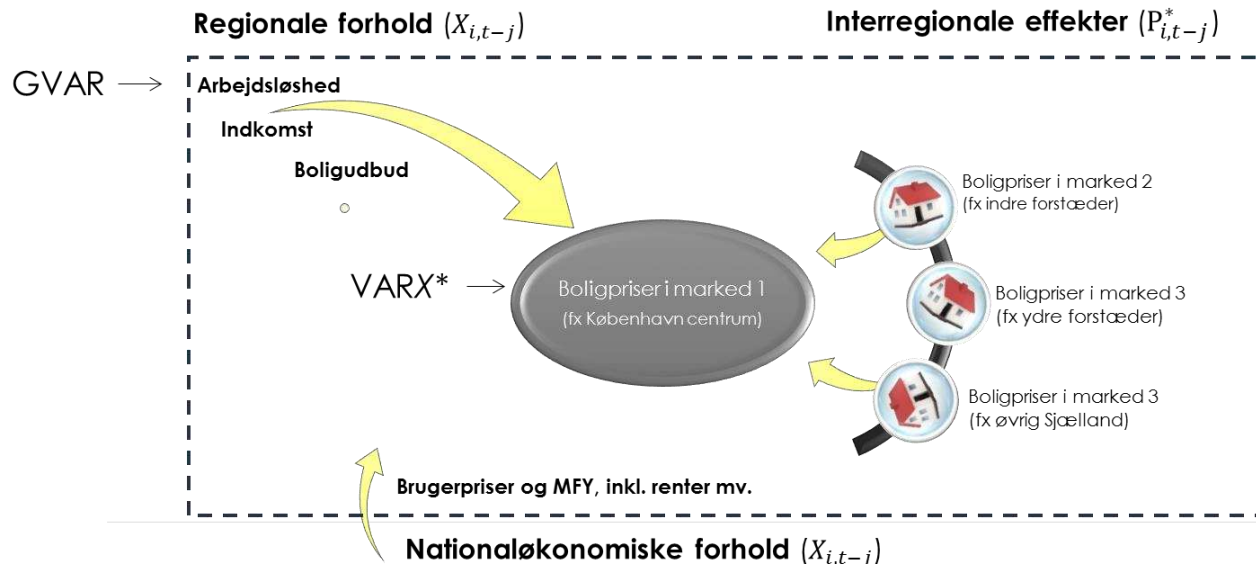 Regionale forhold (X_{i,t−j})
Interregionale effekter (P^*_{i,t−j})
GVAR →
Arbejdsløshed
Indkomst
Boligudbud
VARX* →
Boligpriser i marked 1
(fx København centrum)
Boligpriser i marked 2
(fx indre forstæder)
Boligpriser i marked 3
(fx ydre forstæder)
Boligpriser i marked 3
(fx øvrig Sjælland)
Brugerpriser og MFY, inkl. renter mv.
Nationaløkonomiske forhold (X_{i,t−j})